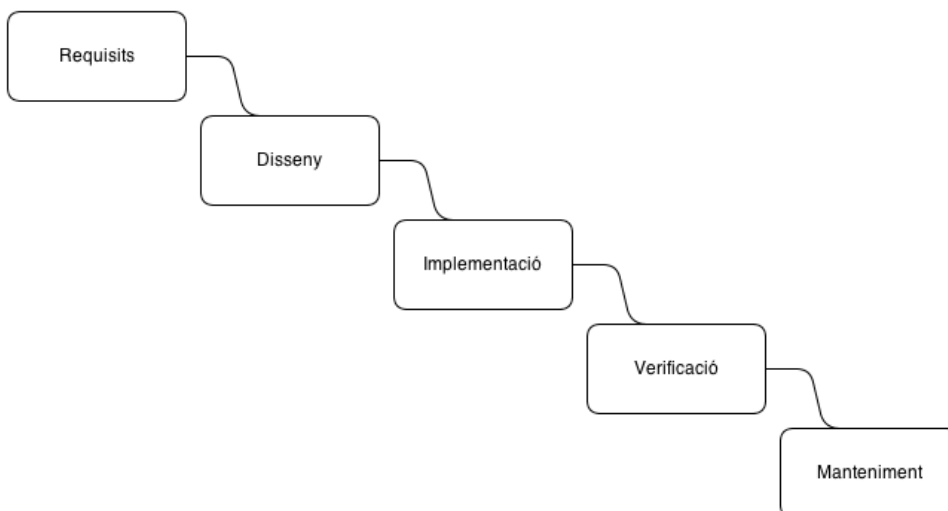 Requisits
Disseny
Implementació
Verificació
Manteniment